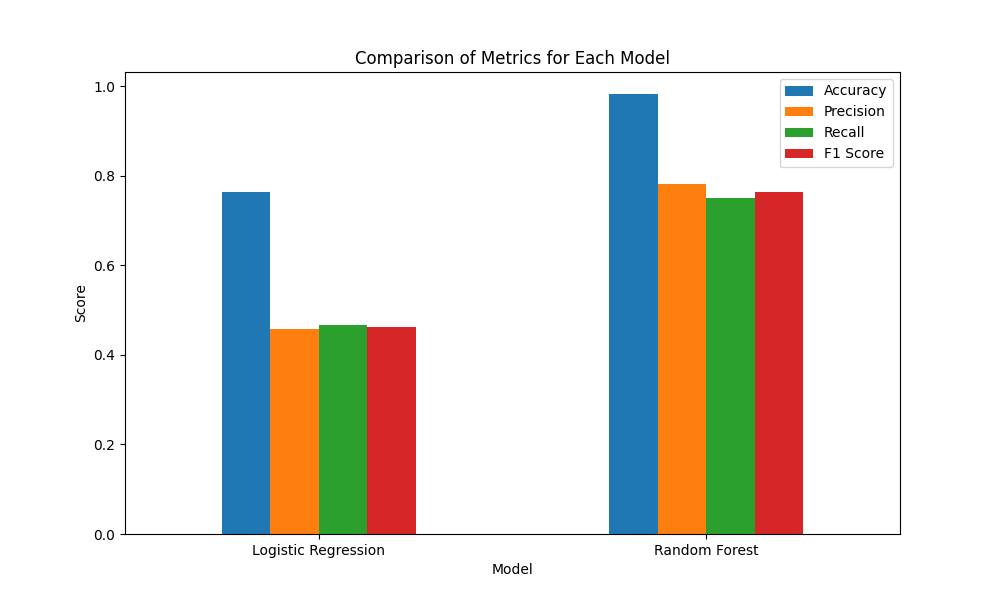 Comparison of Metrics for Each Model
Accuracy
Precision
Recall
F1 Score
1.0
0.8
0.6
0.4
0.2
0.0
Score
Logistic Regression
Random Forest
Model